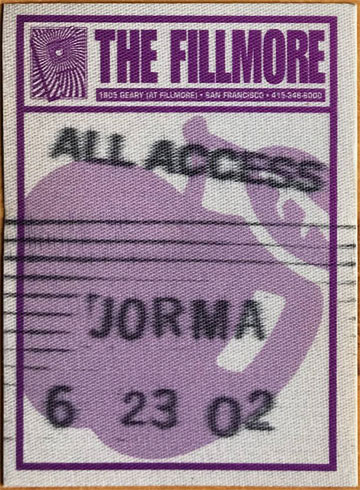 THE FILLMORE
1805 GEARY (AT FILLMORE) • SAN FRANCISCO • 415-346-6000
ALL ACCESS
JORMA
6 23 02